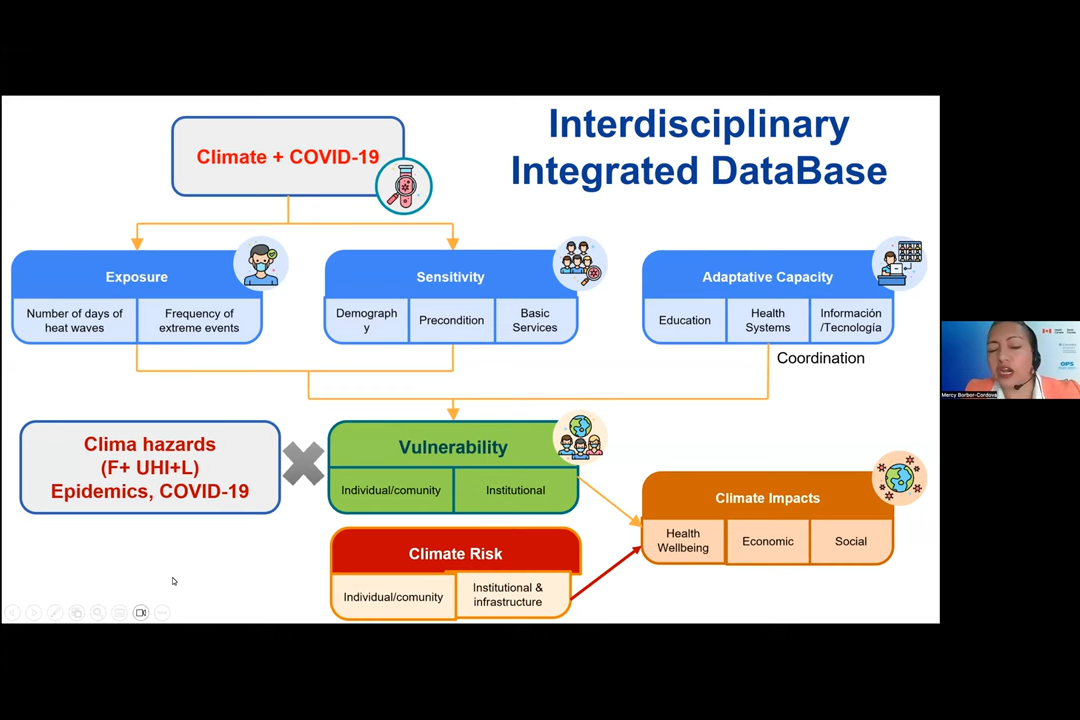 Interdisciplinary
Integrated DataBase
Climate + COVID-19
Exposure
Number of days of
heat waves
Frequency of
extreme events
Sensitivity
Demograph
y
Precondition
Basic
Services
Adaptative Capacity
Education
Health
Systems
Información
/Tecnología
Coordination
Clima hazards
(F+ UHI+L)
Epidemics, COVID-19
Vulnerability
Individual/comunity
Institutional
Climate Risk
Individual/comunity
Institutional &
infrastructure
Climate Impacts
Health
Wellbeing
Economic
Social
OPS
Mercy Borbor-Cordova